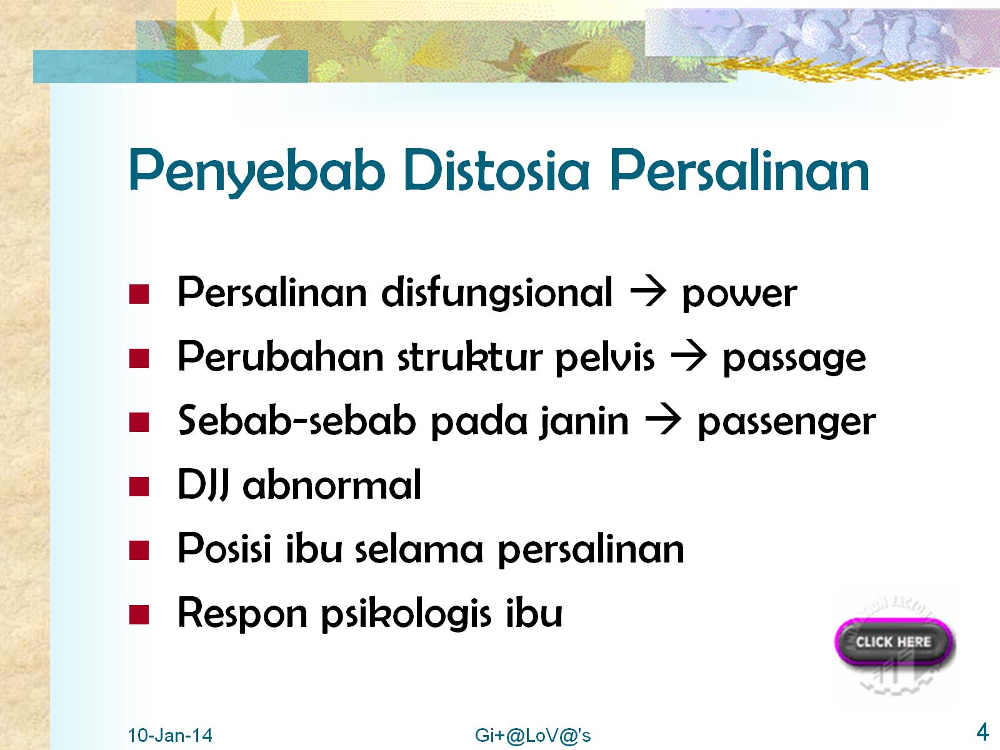 Penyebab Distosia Persalinan
Persalinan disfungsional → power
Perubahan struktur pelvis → passage
Sebab-sebab pada janin → passenger
DJJ abnormal
Posisi ibu selama persalinan
Respon psikologis ibu
CLICK HERE
10-Jan-14
Gi+@LoV@'s
4